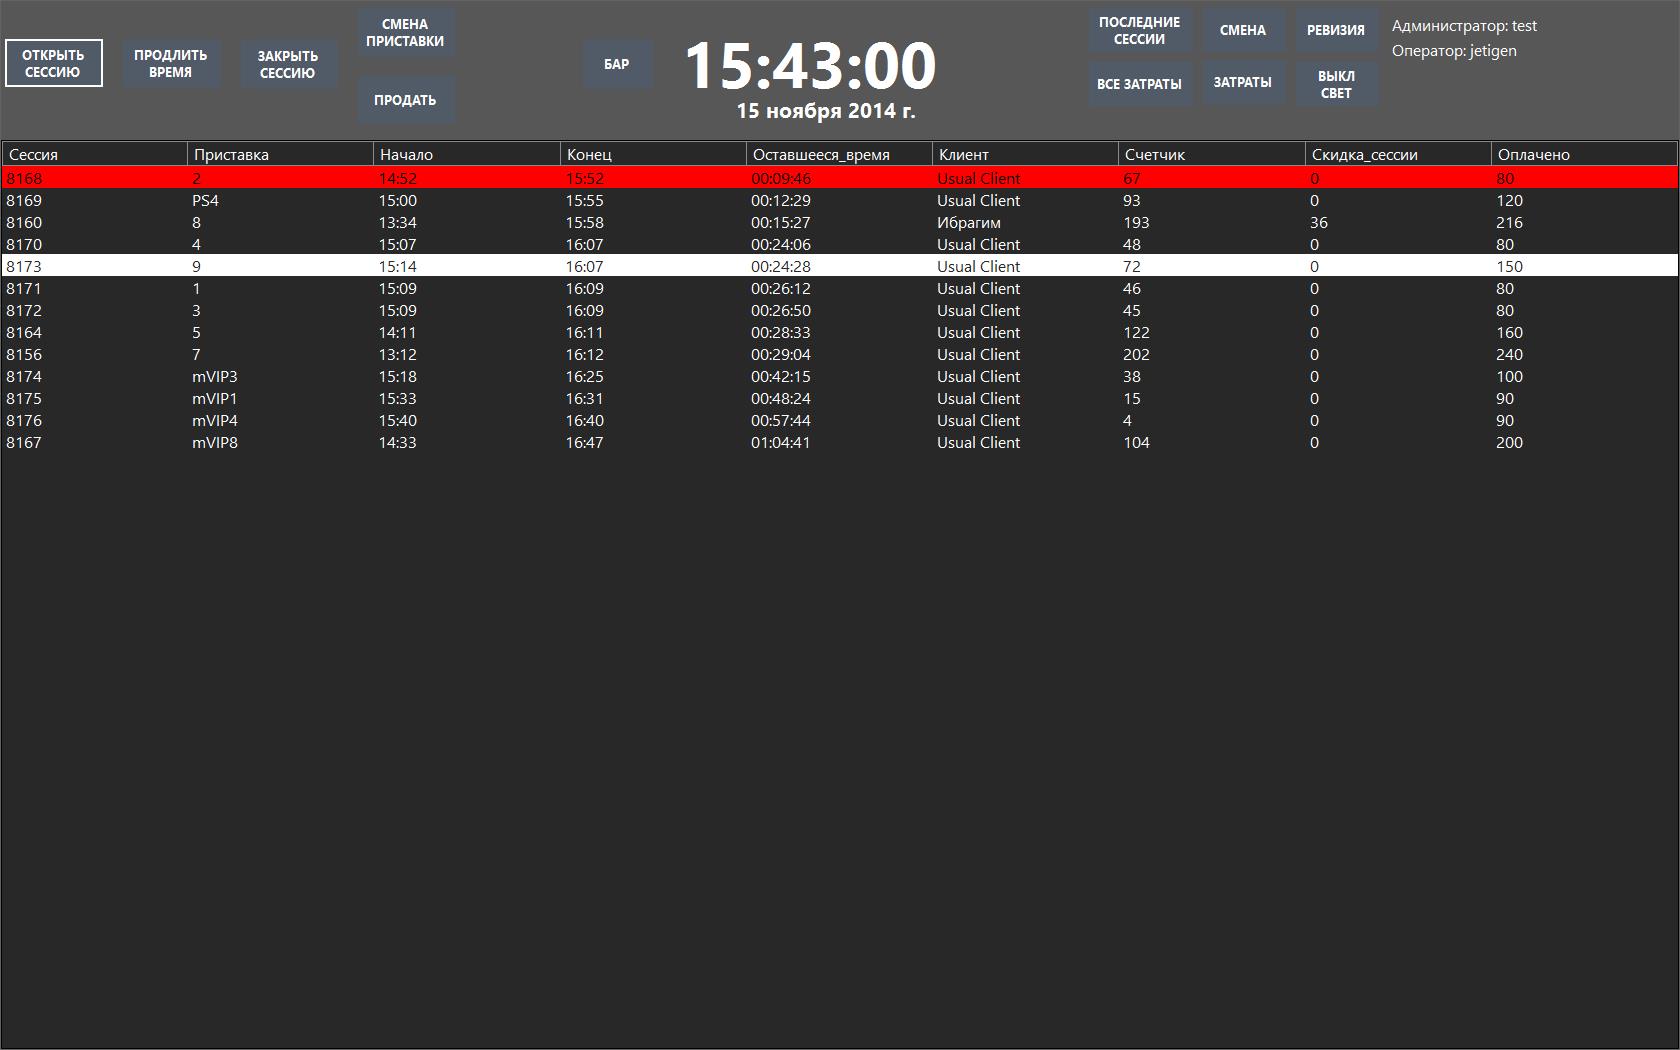 ОТКРЫТЬ
СЕССИЮ
ПРОДЛИТЬ
ВРЕМЯ
ЗАКРЫТЬ
СЕССИЮ
СМЕНА
ПРИСТАВКИ
ПРОДАТЬ
БАР
15:43:00
15 ноября 2014 г.
ПОСЛЕДНИЕ
СЕССИИ
СМЕНА
РЕВИЗИЯ
ВСЕ ЗАТРАТЫ
ЗАТРАТЫ
ВЫКЛ
СВЕТ
Администратор: test
Оператор: jetigen
Сессия Приставка Начало Конец Оставшееся_время Клиент Счетчик Скидка_сессии Оплачено
8168 2 14:52 15:52 00:09:46 Usual Client 67 0 80
8169 PS4 15:00 15:55 00:12:29 Usual Client 93 0 120
8160 8 13:34 15:58 00:15:27 Ибрагим 193 36 216
8170 4 15:07 16:07 00:24:06 Usual Client 48 0 80
8173 9 15:14 16:07 00:24:28 Usual Client 72 0 150
8171 1 15:09 16:09 00:26:12 Usual Client 46 0 80
8172 3 15:09 16:09 00:26:50 Usual Client 45 0 80
8164 5 14:11 16:11 00:28:33 Usual Client 122 0 160
8156 7 13:12 16:12 00:29:04 Usual Client 202 0 240
8174 mVIP3 15:18 16:25 00:42:15 Usual Client 38 0 100
8175 mVIP1 15:33 16:31 00:48:24 Usual Client 15 0 90
8176 mVIP4 15:40 16:40 00:57:44 Usual Client 4 0 90
8167 mVIP8 14:33 16:47 01:04:41 Usual Client 104 0 200